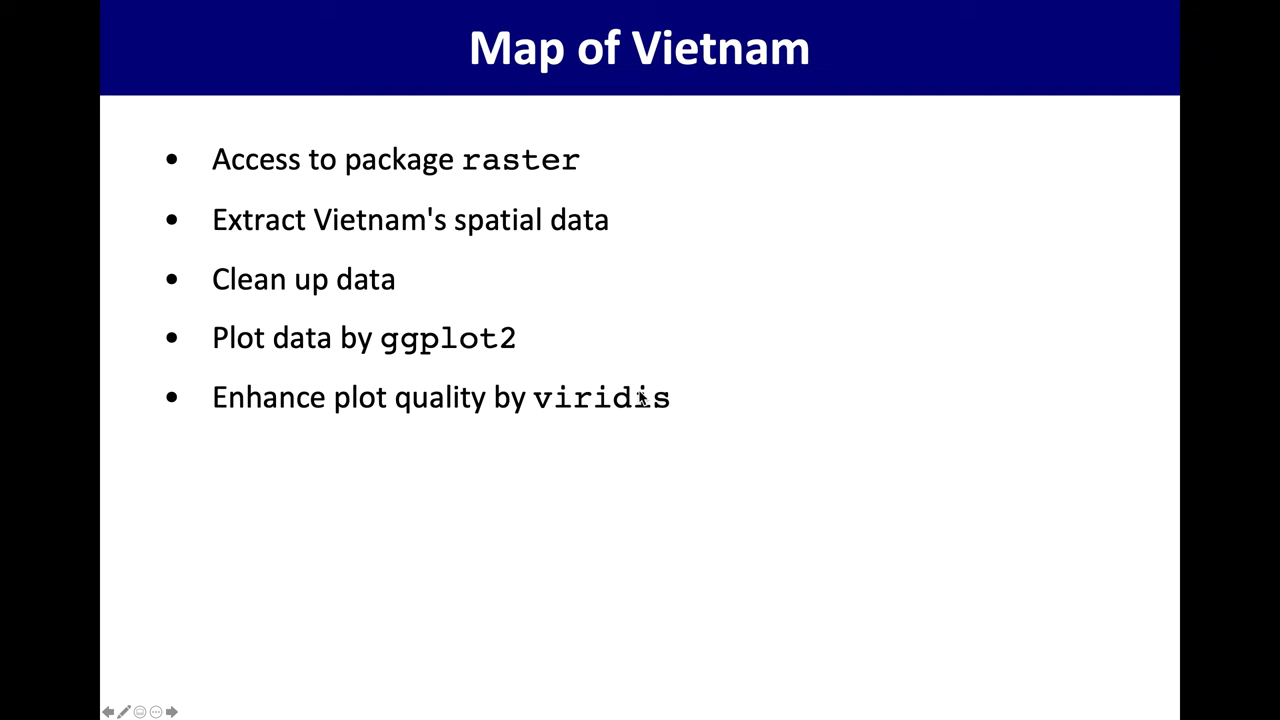 Map of Vietnam
• Access to package raster
• Extract Vietnam's spatial data
• Clean up data
• Plot data by ggplot2
• Enhance plot quality by viridis